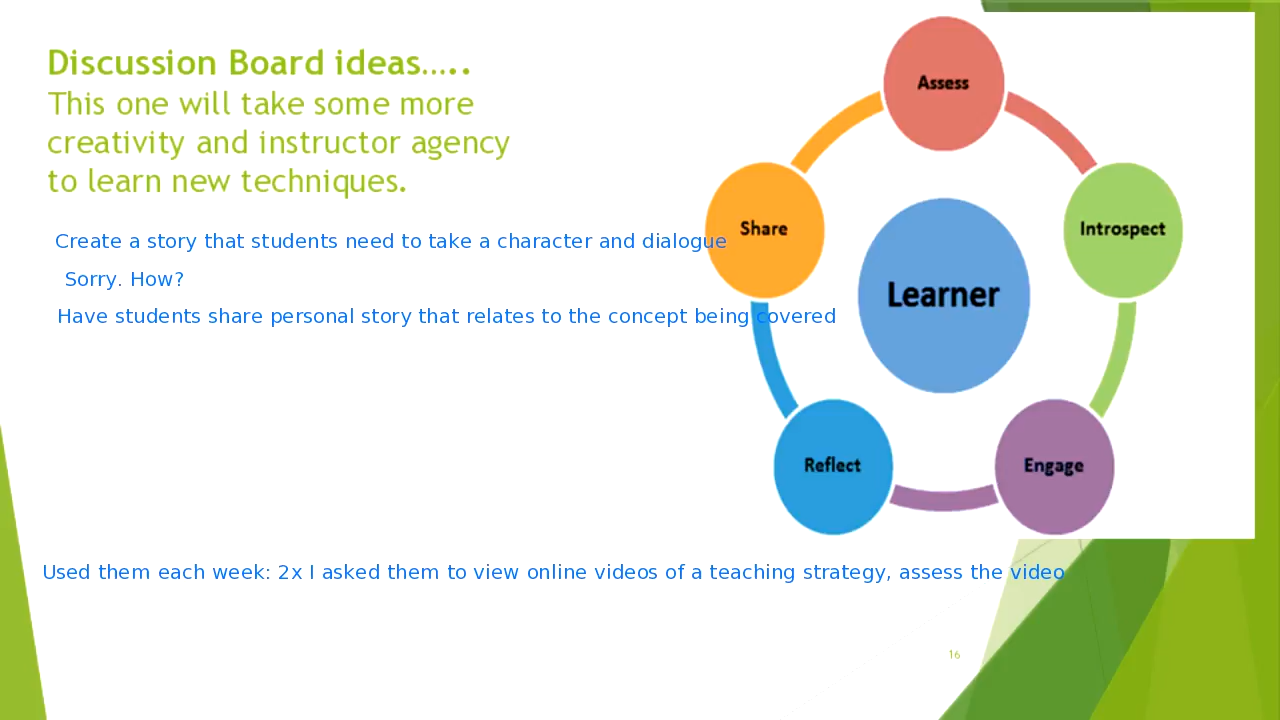 Discussion Board ideas…..
This one will take some more
creativity and instructor agency
to learn new techniques.
Create a story that students need to take a character and dialogue
Sorry. How?
Have students share personal story that relates to the concept being covered
Used them each week: 2x I asked them to view online videos of a teaching strategy, assess the video
Assess
Share
Introspect
Learner
Reflect
Engage
16